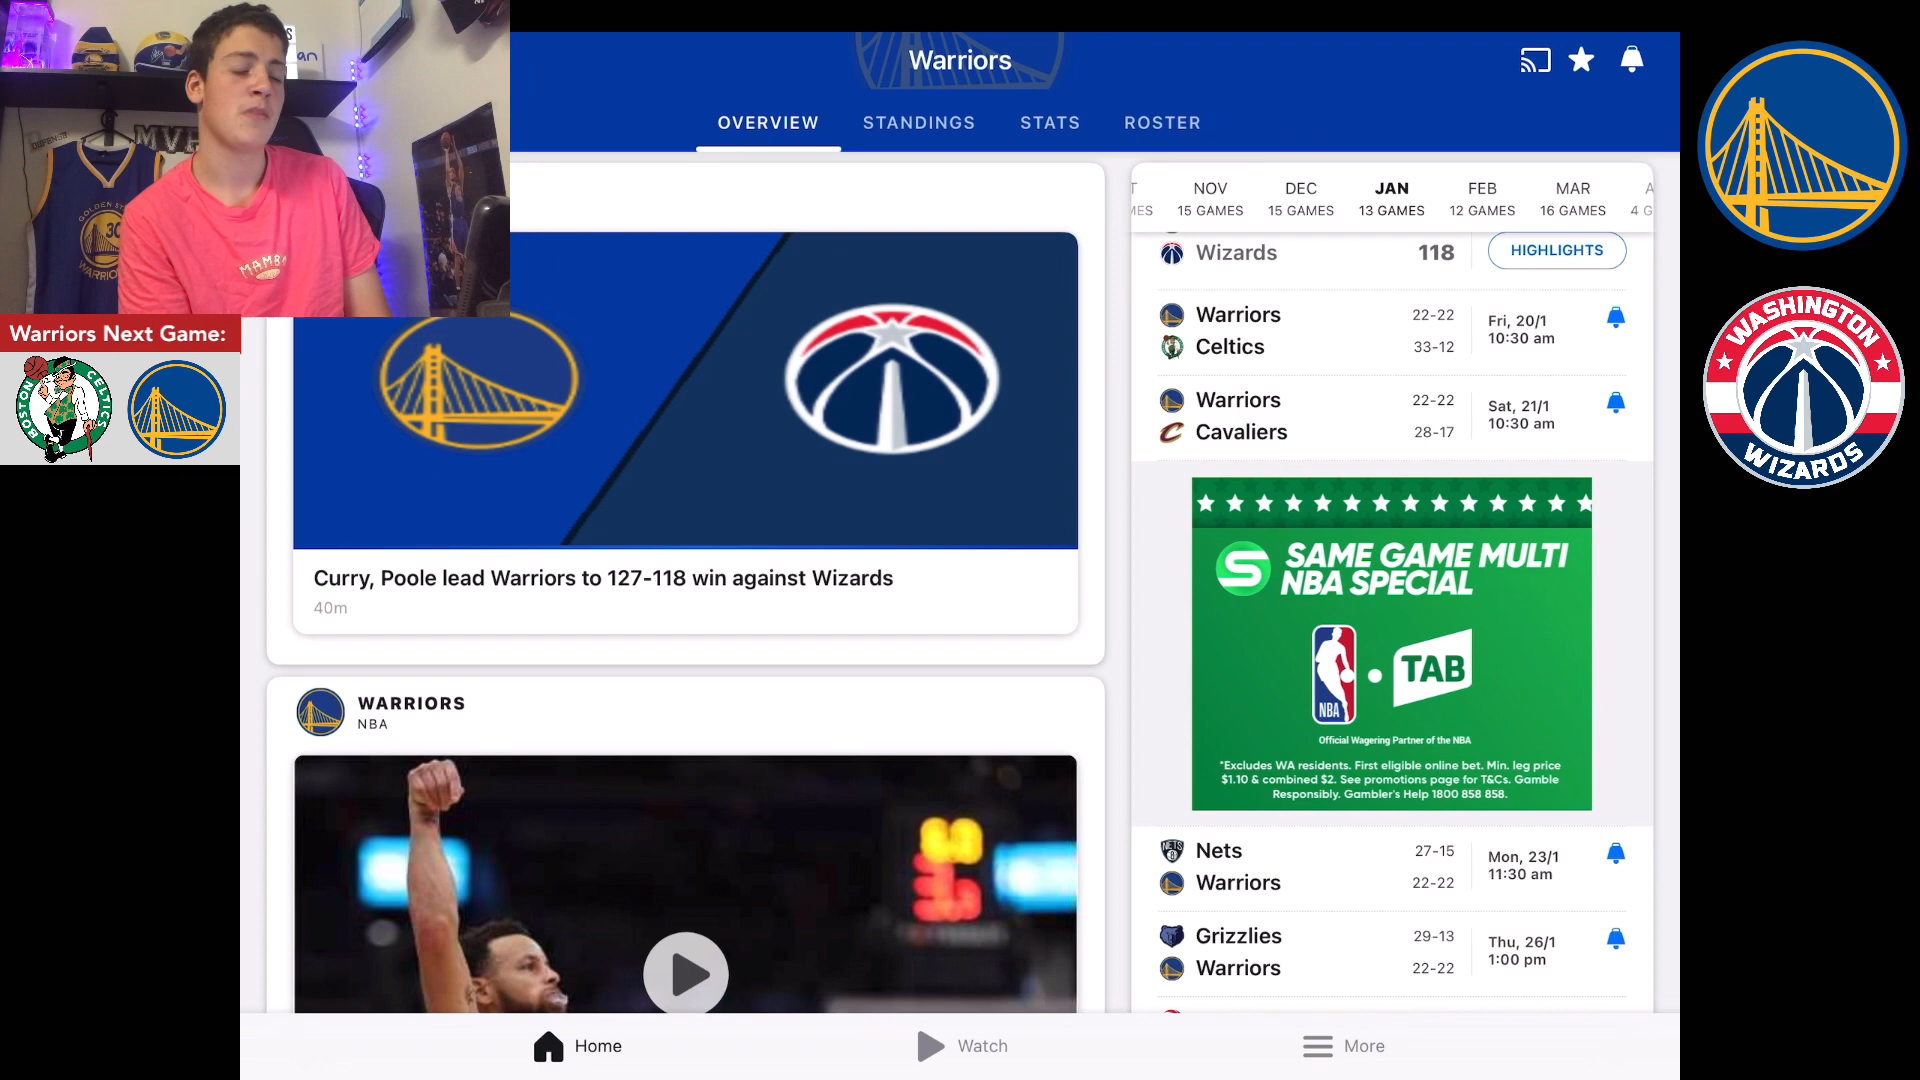 Warriors
OVERVIEW
STANDINGS
STATS
ROSTER
MVP
GOLDEN ST
30
WARRIO
MAMBA
an
Warriors Next Game:
BOSTON CELTICS
NOV
15 GAMES
DEC
15 GAMES
JAN
13 GAMES
FEB
12 GAMES
MAR
16 GAMES
Wizards 118
HIGHLIGHTS
Warriors 22-22
Celtics 33-12
Fri, 20/1
10:30 am
Warriors 22-22
Cavaliers 28-17
Sat, 21/1
10:30 am
SAME GAME MULTI
NBA SPECIAL
NBA
TAB
Official Wagering Partner of the NBA
*Excludes WA residents. First eligible online bet. Min. leg price
$1.10 & combined $2. See promotions page for T&Cs. Gamble
Responsibly. Gambler's Help 1800 858 858.
Nets 27-15
Warriors 22-22
Mon, 23/1
11:30 am
Grizzlies 29-13
Warriors 22-22
Thu, 26/1
1:00 pm
Curry, Poole lead Warriors to 127-118 win against Wizards
40m
WARRIORS
NBA
Home
Watch
More
WASHINGTON
WIZARDS